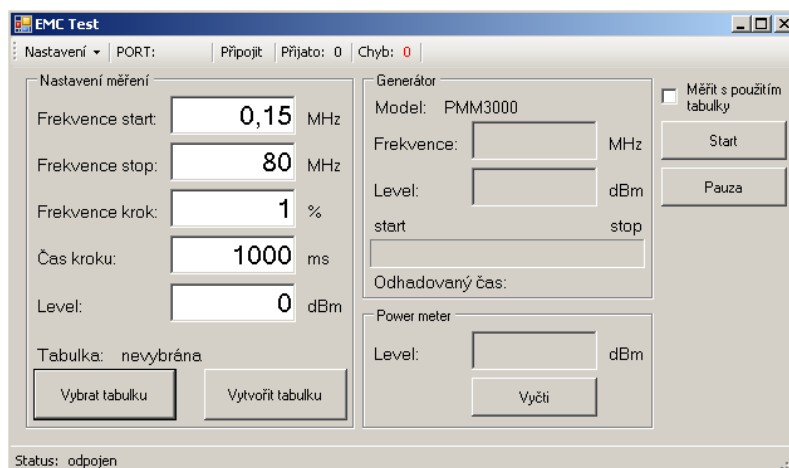 EMC Test
Nastavení PORT: Připojit Přijato: 0 Chyb: 0
Nastavení měření
Frekvence start: 0,15 MHz
Frekvence stop: 80 MHz
Frekvence krok: 1 %
Čas kroku: 1000 ms
Level: 0 dBm
Tabulka: nevybrána
Vybrat tabulku Vytvořit tabulku
Generátor
Model: PMM3000
Frekvence: MHz
Level: dBm
start stop
Odhadovaný čas:
Power meter
Level: dBm
Vyčti
Měřit s použitím
tabulky
Start
Pauza
Status: odpojen